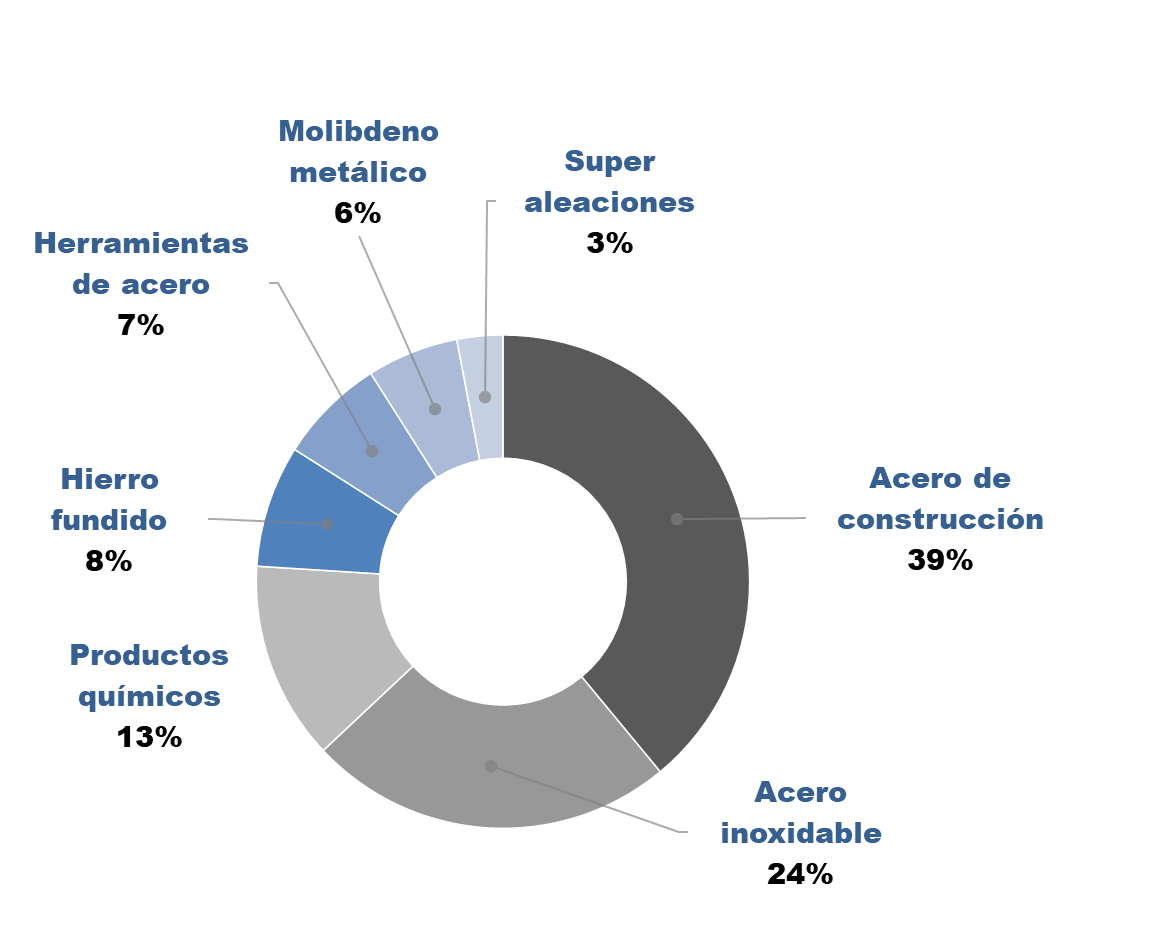 Molibdeno
metálico
6%
Super
aleaciones
3%
Herramientas
de acero
7%
Hierro
fundido
8%
Acero de
construcción
39%
Productos
químicos
13%
Acero
inoxidable
24%